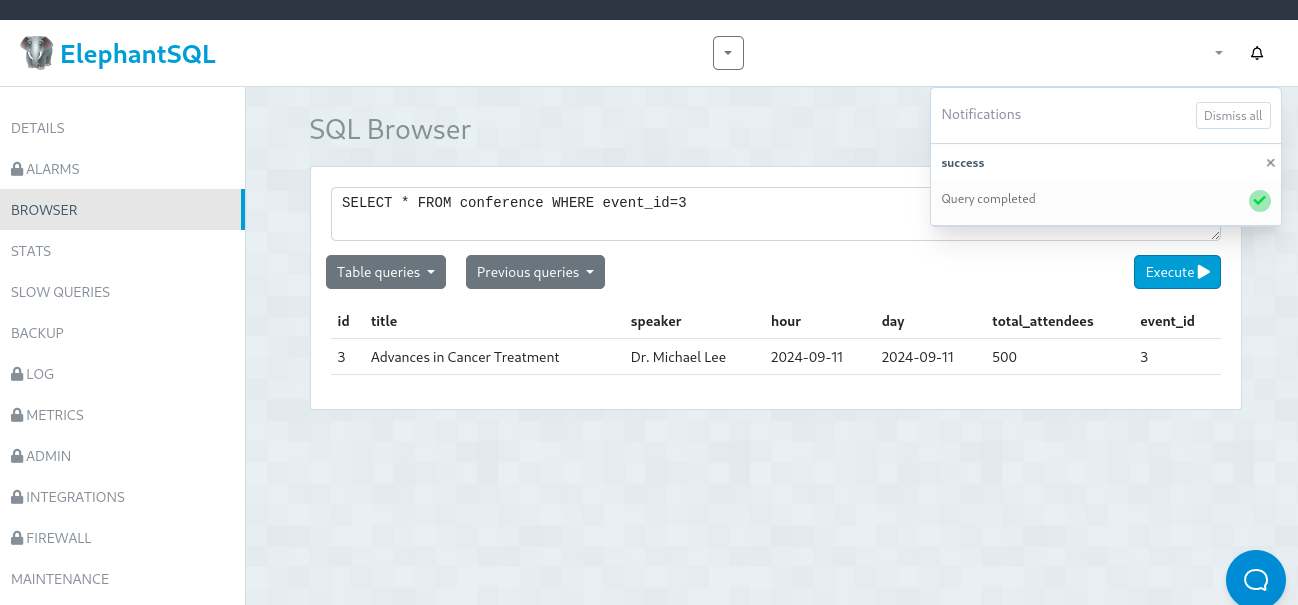 ElephantSQL
DETAILS
ALARMS
BROWSER
STATS
SLOW QUERIES
BACKUP
LOG
METRICS
ADMIN
INTEGRATIONS
FIREWALL
MAINTENANCE
SQL Browser
Notifications
Dismiss all
success
Query completed
SELECT * FROM conference WHERE event_id=3
Table queries
Previous queries
Execute
id title speaker hour day total_attendees event_id
3 Advances in Cancer Treatment Dr. Michael Lee 2024-09-11 2024-09-11 500 3